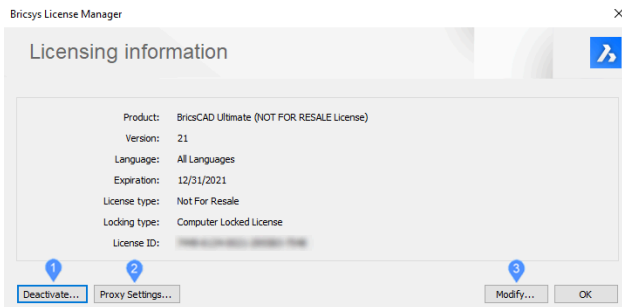 Bricsys License Manager
Licensing information
Product: BricsCAD Ultimate (NOT FOR RESALE License)
Version: 21
Language: All Languages
Expiration: 12/31/2021
License type: Not For Resale
Locking type: Computer Locked License
License ID:
1 2 3
Deactivate... Proxy Settings... Modify... OK